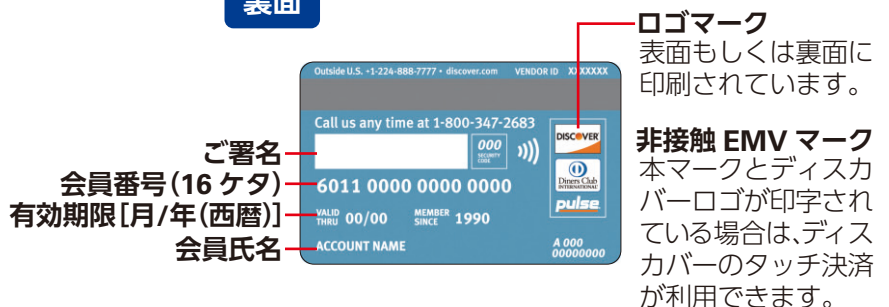 裏面
Outside U.S. +1-224-888-7777 • discover.com VENDOR ID XXXXXXX
Call us any time at 1-800-347-2683
000
SECURITY
CODE
6011 0000 0000 0000
VALID
THRU 00/00 MEMBER
SINCE 1990
ACCOUNT NAME
A 000
00000000
DISCOVER
Diners Club
INTERNATIONAL
pulse
ご署名
会員番号(16 ケタ)
有効期限[月/年(西暦)]
会員氏名
ロゴマーク
表面もしくは裏面に
印刷されています。
非接触 EMV マーク
本マークとディスカ
バーロゴが印字され
ている場合は、ディス
カバーのタッチ決済
が利用できます。